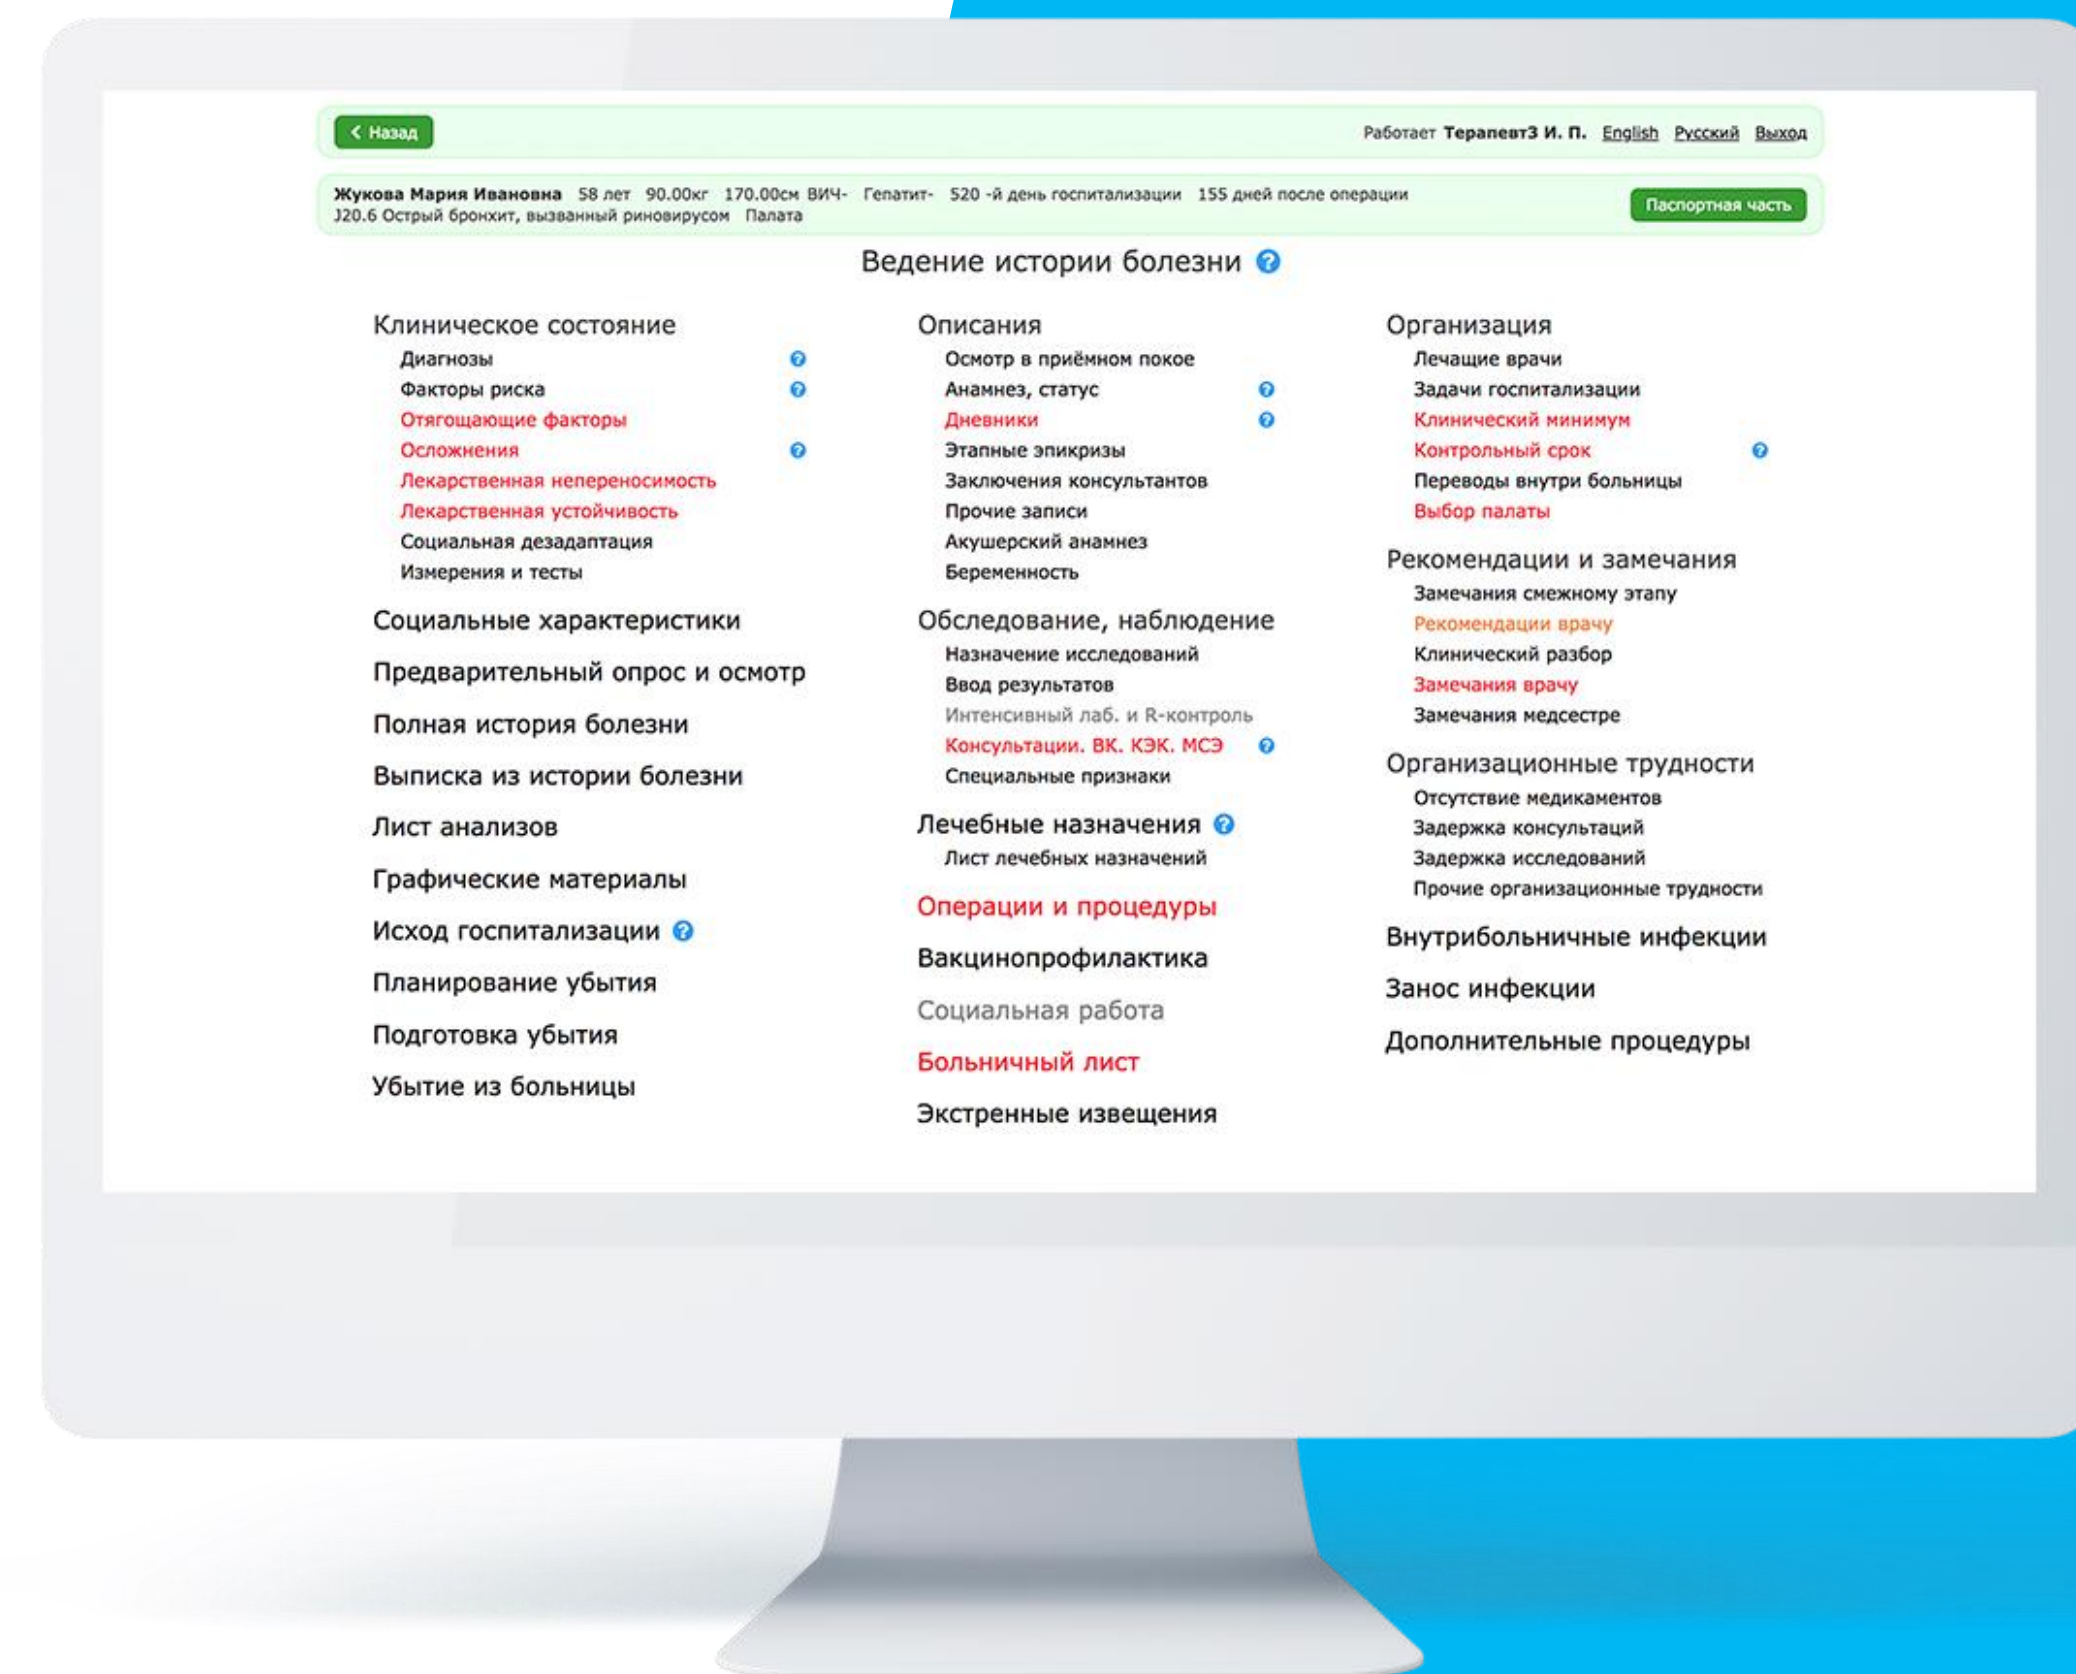 Назад
Работает Терапевт3 И. П. English Русский Выход
Жукова Мария Ивановна 58 лет 90.00кг 170.00см ВИЧ- Гепатит- 520 -й день госпитализации 155 дней после операции
J20.6 Острый бронхит, вызванный риновирусом Палата
Паспортная часть
Ведение истории болезни ?
Клиническое состояние
Диагнозы ?
Факторы риска ?
Отягощающие факторы
Осложнения ?
Лекарственная непереносимость
Лекарственная устойчивость
Социальная дезадаптация
Измерения и тесты
Социальные характеристики
Предварительный опрос и осмотр
Полная история болезни
Выписка из истории болезни
Лист анализов
Графические материалы
Исход госпитализации ?
Планирование убытия
Подготовка убытия
Убытие из больницы
Описания
Осмотр в приёмном покое
Анамнез, статус ?
Дневники ?
Этапные эпикризы
Заключения консультантов
Прочие записи
Акушерский анамнез
Беременность
Обследование, наблюдение
Назначение исследований
Ввод результатов
Интенсивный лаб. и R-контроль
Консультации. ВК. КЭК. МСЭ ?
Специальные признаки
Лечебные назначения ?
Лист лечебных назначений
Операции и процедуры
Вакцинопрофилактика
Социальная работа
Больничный лист
Экстренные извещения
Организация
Лечащие врачи
Задачи госпитализации
Клинический минимум
Контрольный срок ?
Переводы внутри больницы
Выбор палаты
Рекомендации и замечания
Замечания смежному этапу
Рекомендации врачу
Клинический разбор
Замечания врачу
Замечания медсестре
Организационные трудности
Отсутствие медикаментов
Задержка консультаций
Задержка исследований
Прочие организационные трудности
Внутрибольничные инфекции
Занос инфекции
Дополнительные процедуры